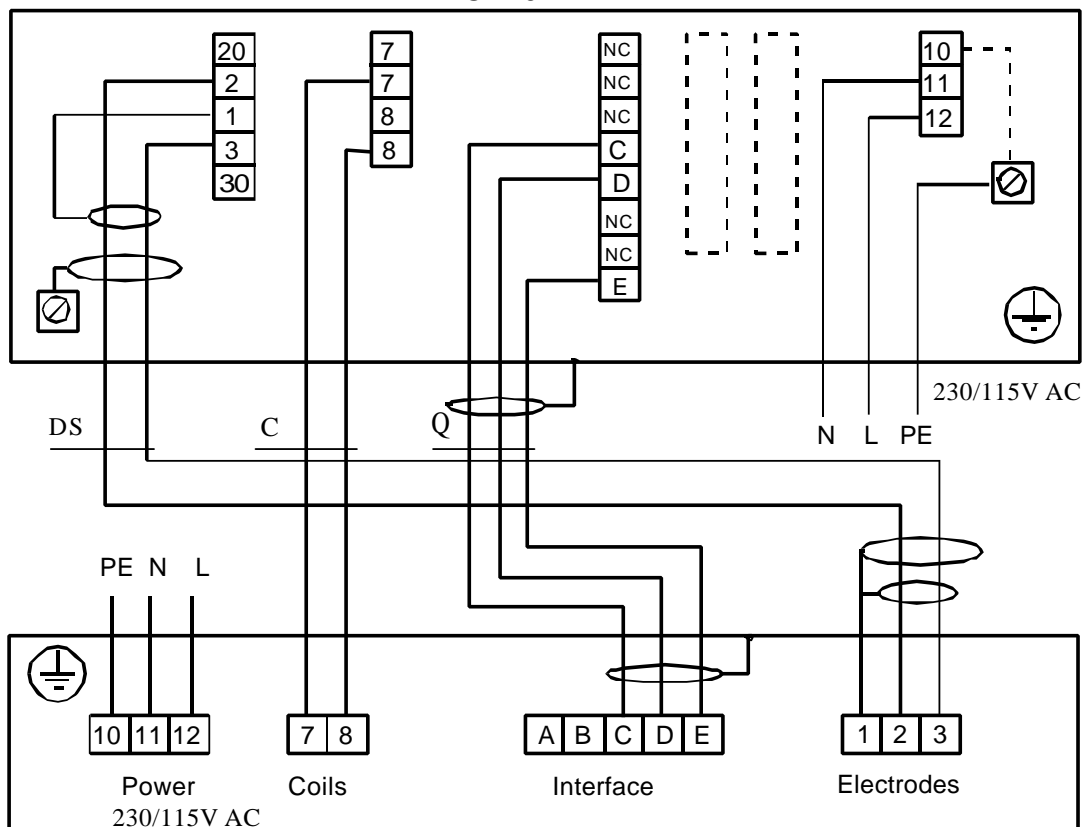 20
2
1
3
30
7
7
8
8
NC
NC
NC
C
D
NC
NC
E
10
11
12
230/115V AC
N L PE
DS
C
Q
PE N L
10 11 12
7 8
A B C D E
1 2 3
Power
230/115V AC
Coils
Interface
Electrodes